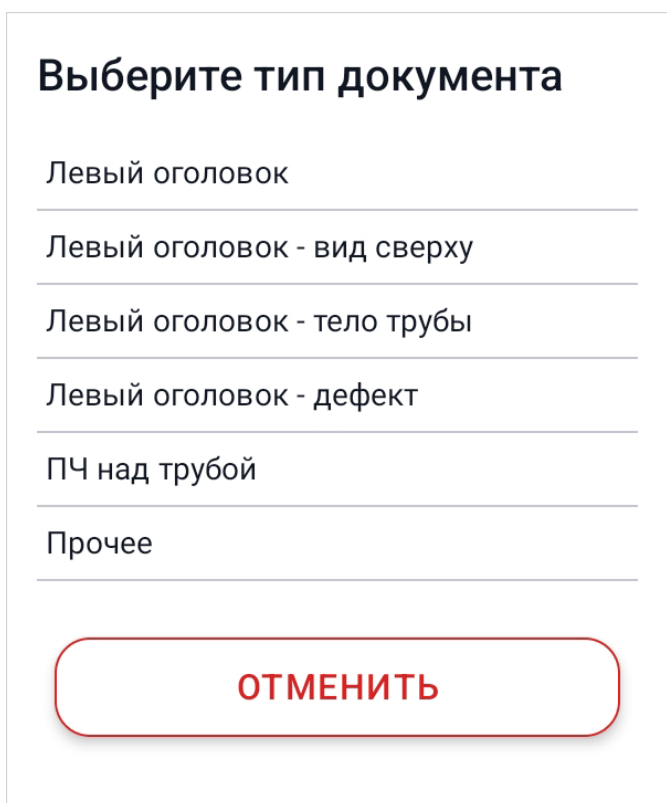 Выберите тип документа
Левый оголовок
Левый оголовок - вид сверху
Левый оголовок - тело трубы
Левый оголовок - дефект
ПЧ над трубой
Прочее
ОТМЕНИТЬ